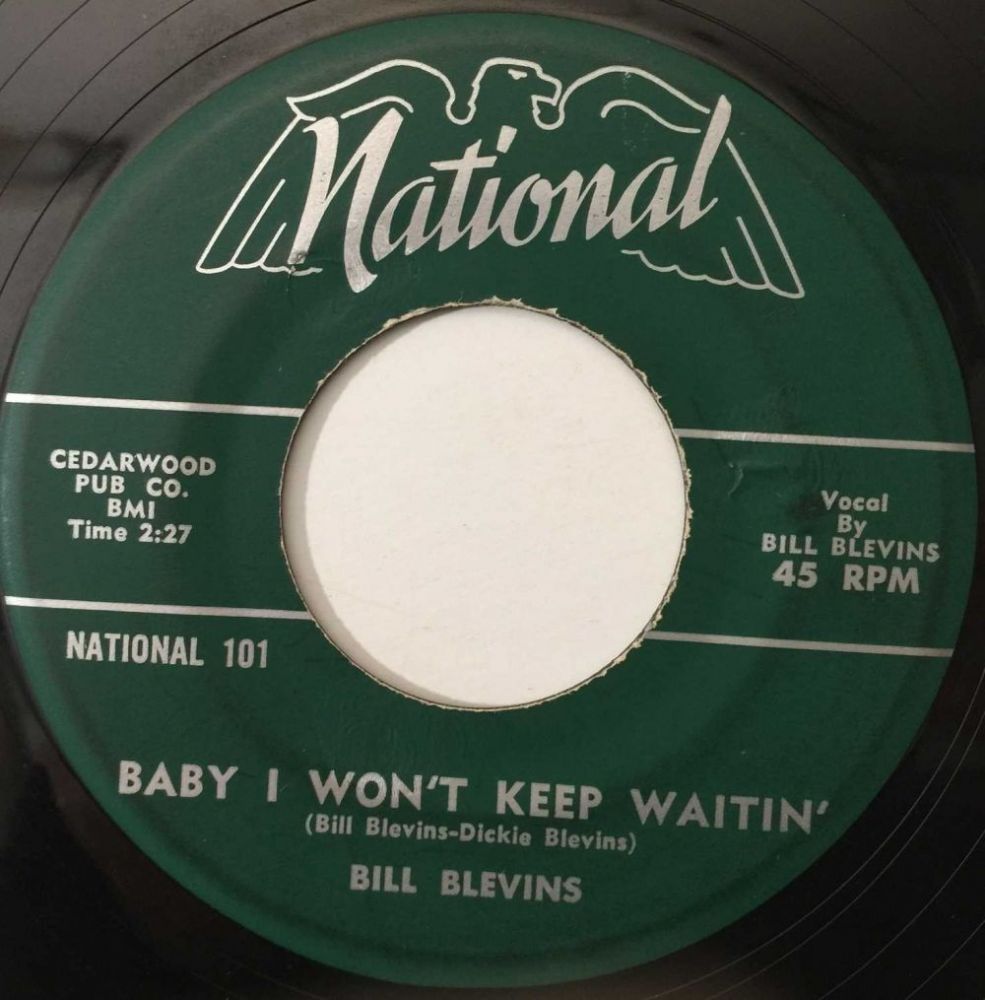 National
CEDARWOOD
PUB CO.
BMI
Time 2:27
Vocal
By
BILL BLEVINS
45 RPM
NATIONAL 101
BABY I WON'T KEEP WAITIN'
(Bill Blevins-Dickie Blevins)
BILL BLEVINS